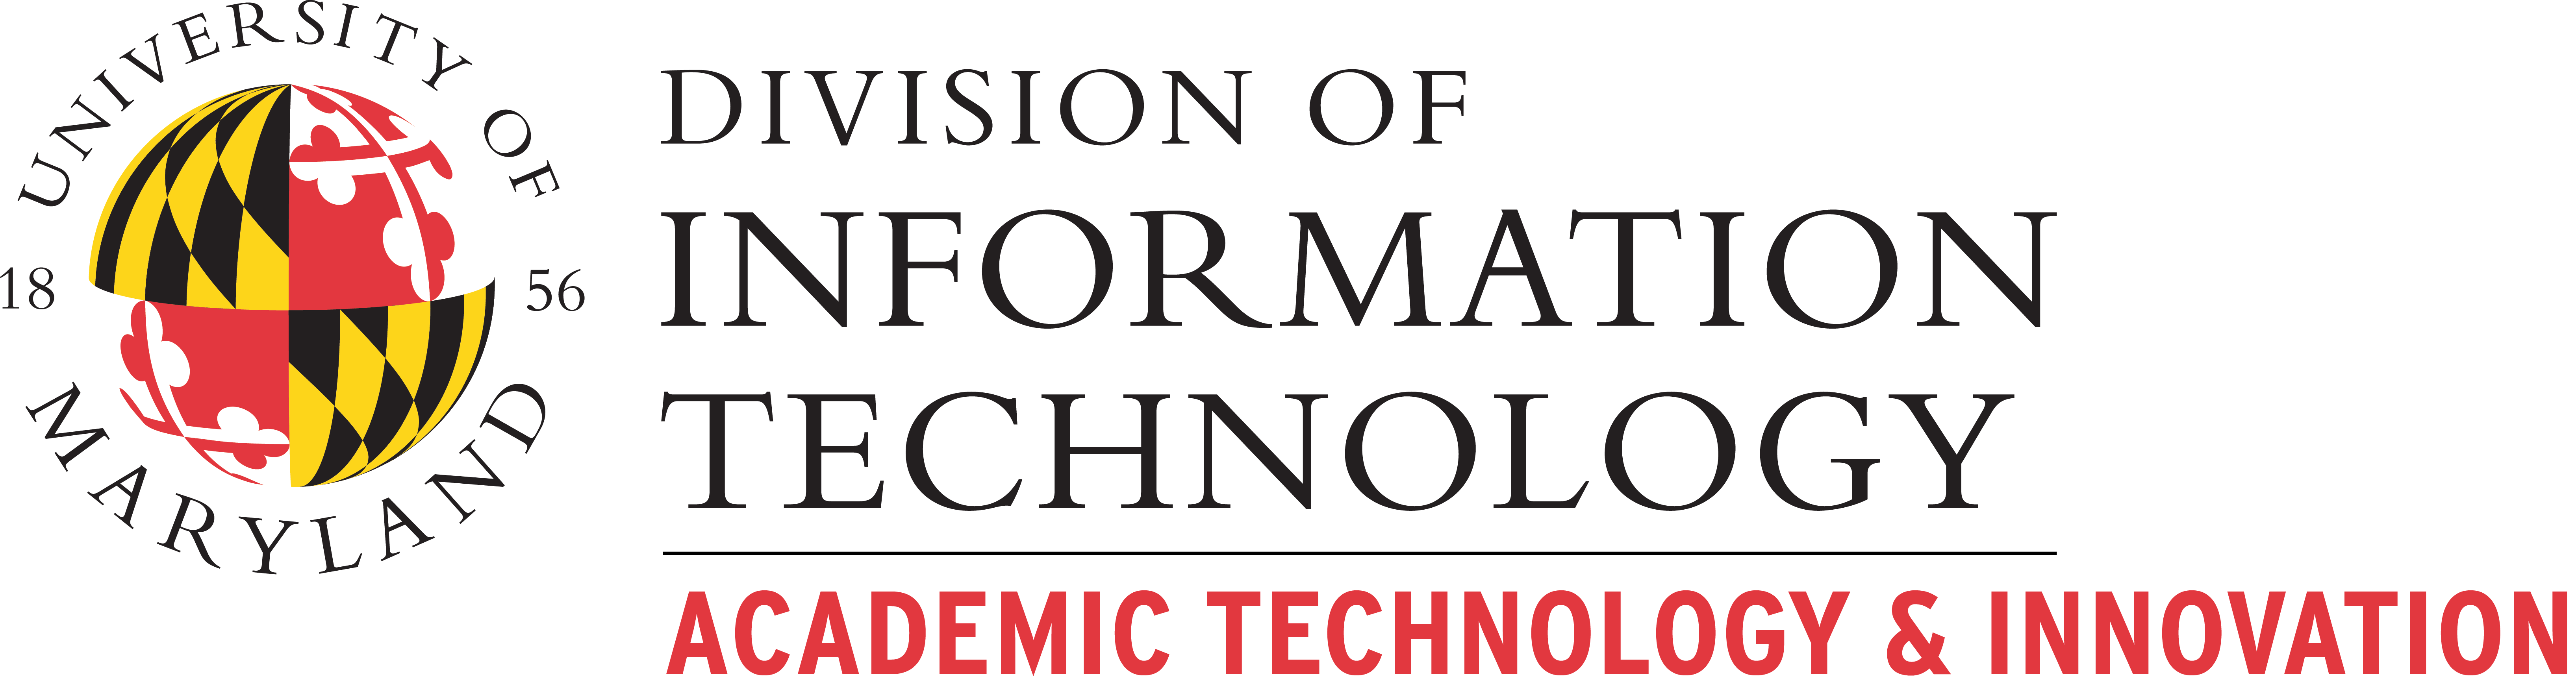 UNIVERSITY OF
18 56
MARYLAND
DIVISION OF
INFORMATION
TECHNOLOGY
ACADEMIC TECHNOLOGY & INNOVATION